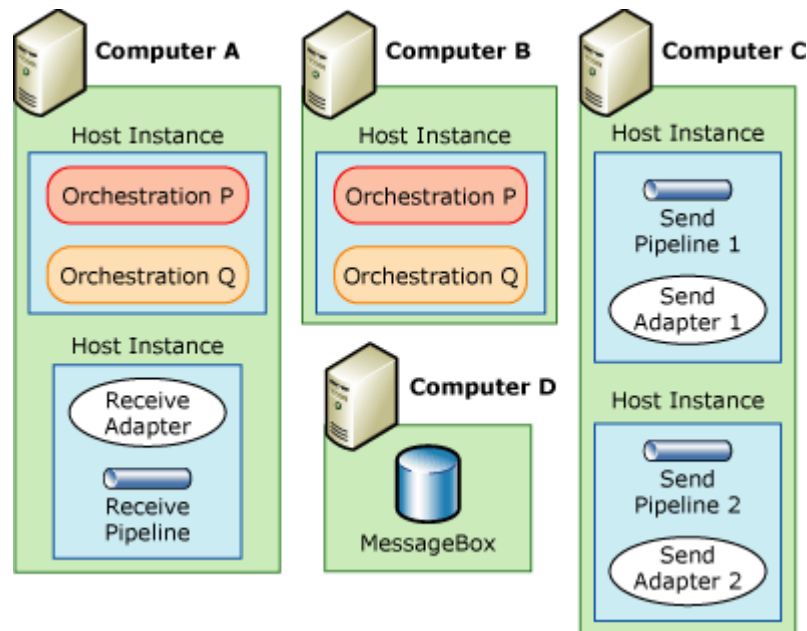 Computer A
Host Instance
Orchestration P
Orchestration Q
Host Instance
Receive
Adapter
Receive
Pipeline
Computer B
Host Instance
Orchestration P
Orchestration Q
Computer D
MessageBox
Computer C
Host Instance
Send
Pipeline 1
Send
Adapter 1
Host Instance
Send
Pipeline 2
Send
Adapter 2